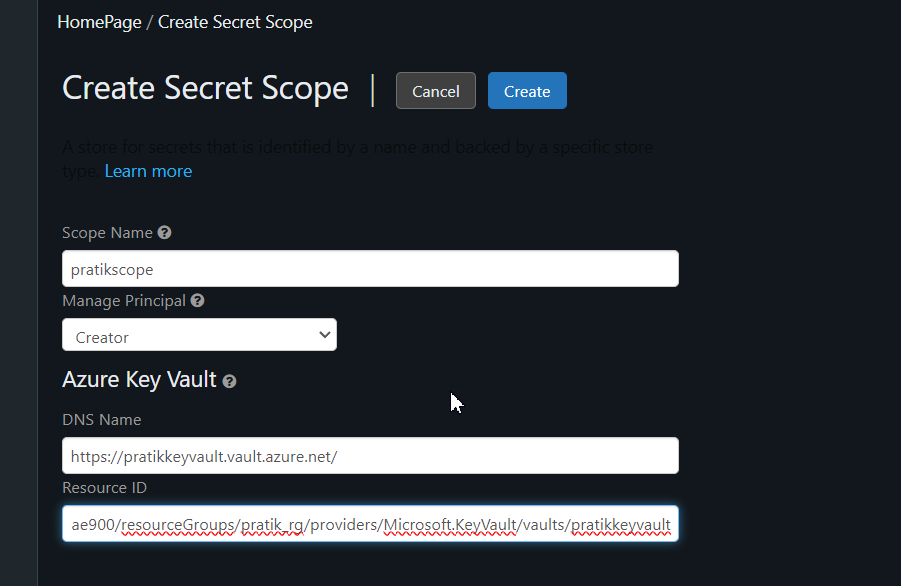 HomePage / Create Secret Scope
Create Secret Scope | Cancel Create
A store for secrets that is identified by a name and backed by a specific store
type. Learn more
Scope Name
pratikscope
Manage Principal
Creator
Azure Key Vault
DNS Name
https://pratikkeyvault.vault.azure.net/
Resource ID
ae900/resourceGroups/pratik_rg/providers/Microsoft.KeyVault/vaults/pratikkeyvault